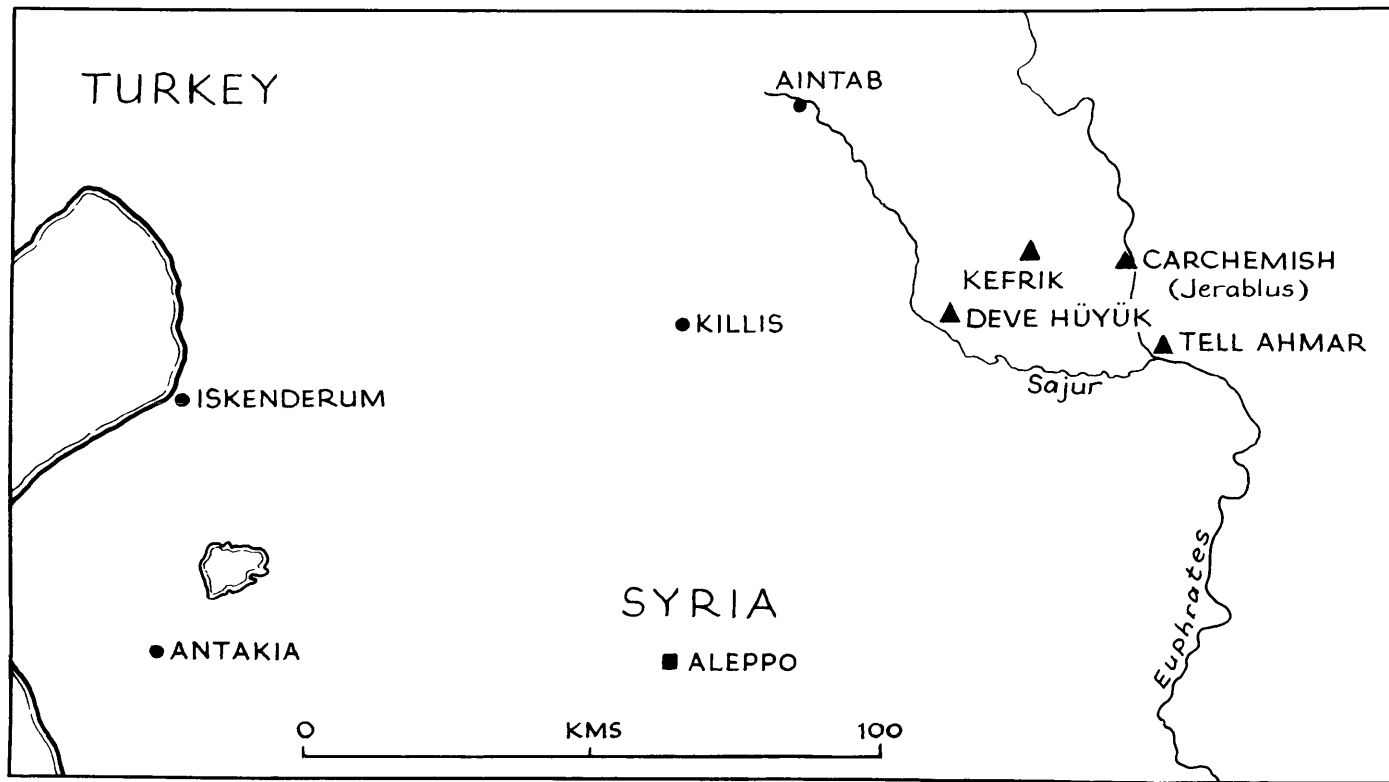 TURKEY
AINTAB
KEFRIK
CARCHEMISH
(Jerablus)
DEVE HÜYÜK
KILLIS
TELL AHMAR
Sajur
ISKENDERUM
Euphrates
SYRIA
ANTAKIA
ALEPPO
0 KMS 100